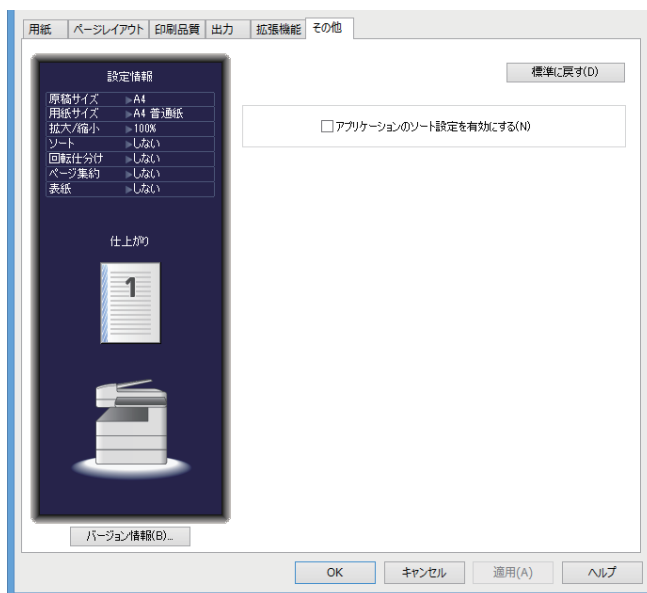 用紙 ページレイアウト 印刷品質 出力 拡張機能 その他
設定情報
原稿サイズ ▶A4
用紙サイズ ▶A4 普通紙
拡大/縮小 ▶100%
ソート ▶しない
回転仕分け ▶しない
ページ集約 ▶しない
表紙 ▶しない
仕上がり
1
バージョン情報(B)...
標準に戻す(D)
アプリケーションのソート設定を有効にする(N)
OK キャンセル 適用(A) ヘルプ